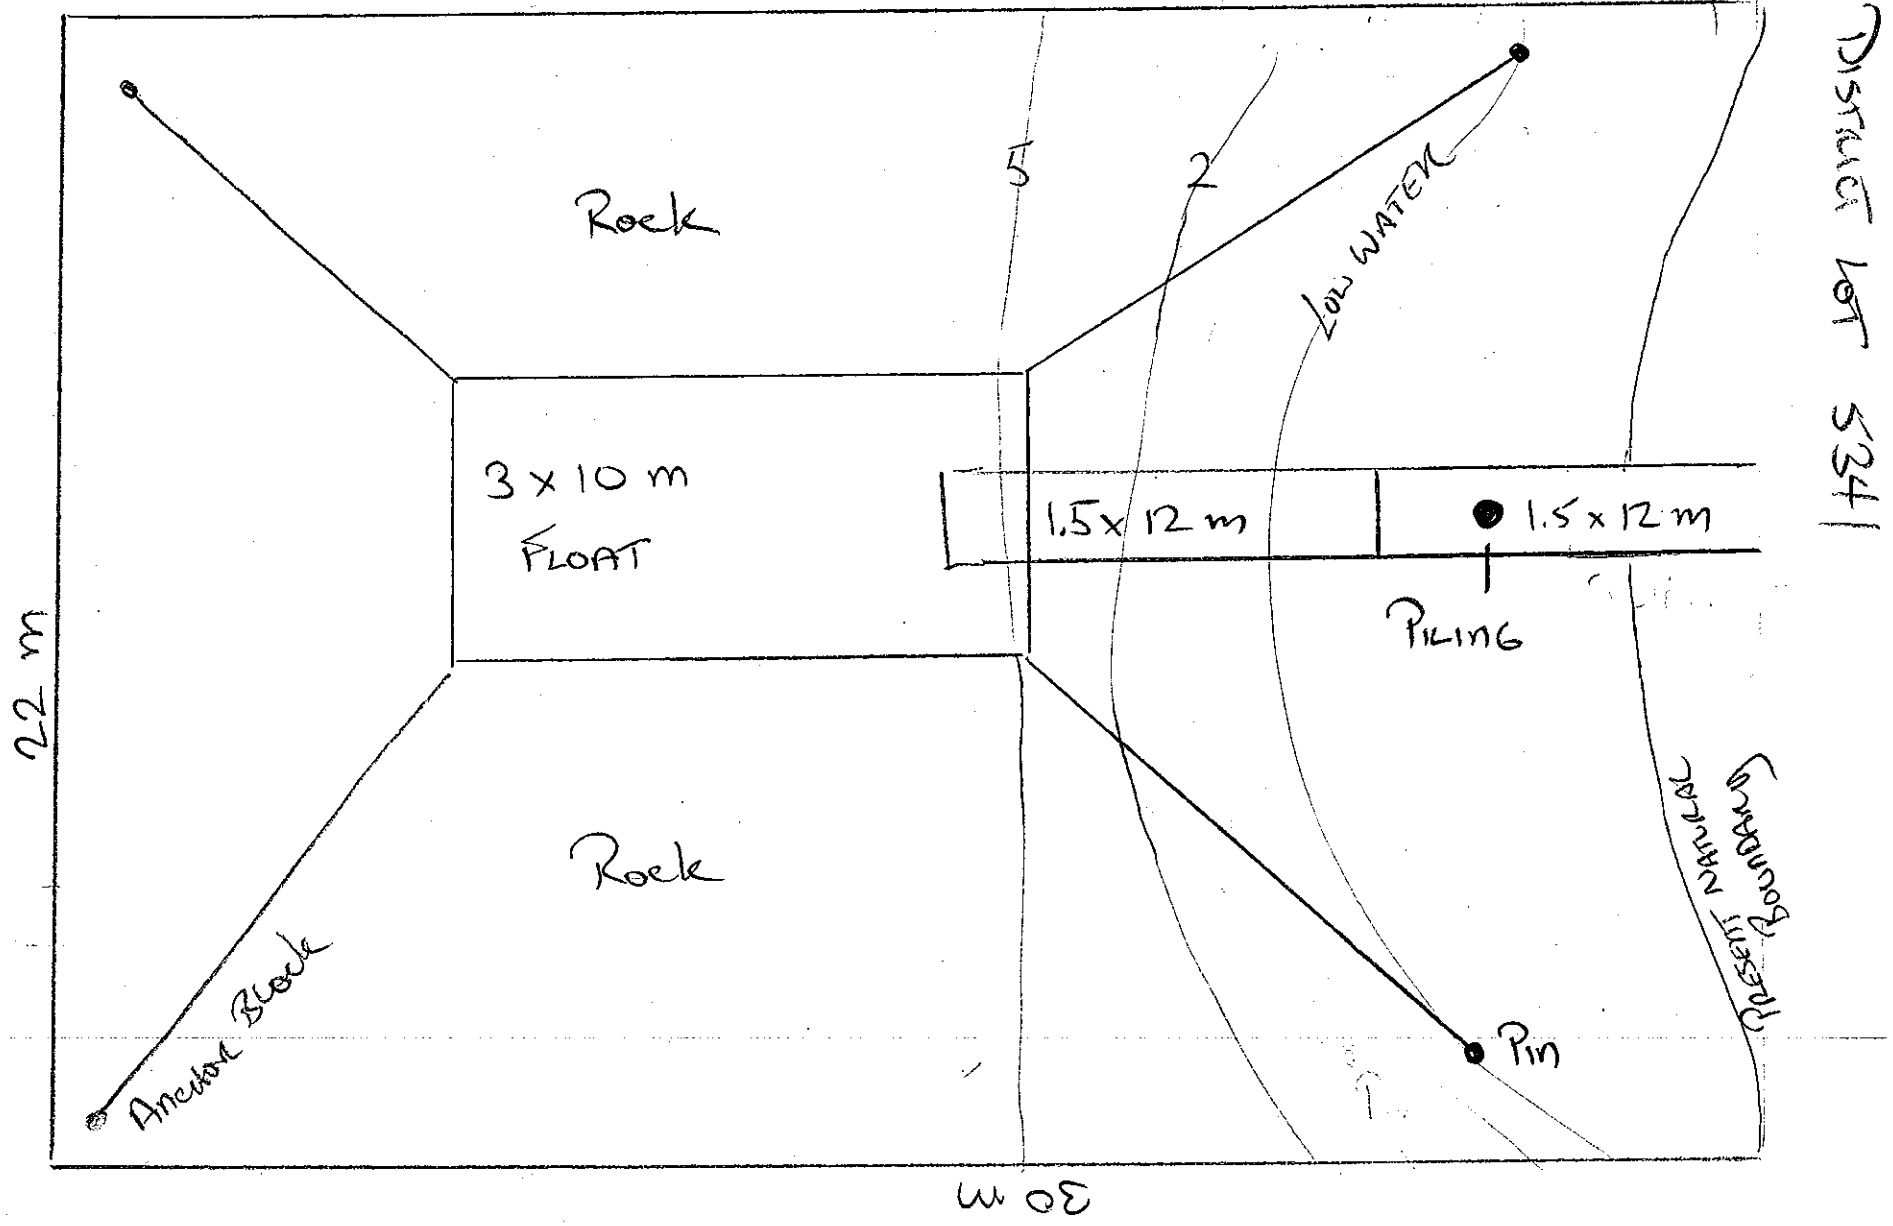 DISTRICT LOT 5341
5
2
Rock
LOW WATER
3 x 10 m
FLOAT
1.5 x 12 m
1.5 x 12 m
PILING
22 m
PRESENT NATURAL
BOUNDARY
Rock
ANCHOR BLOCK
Pin
30 m